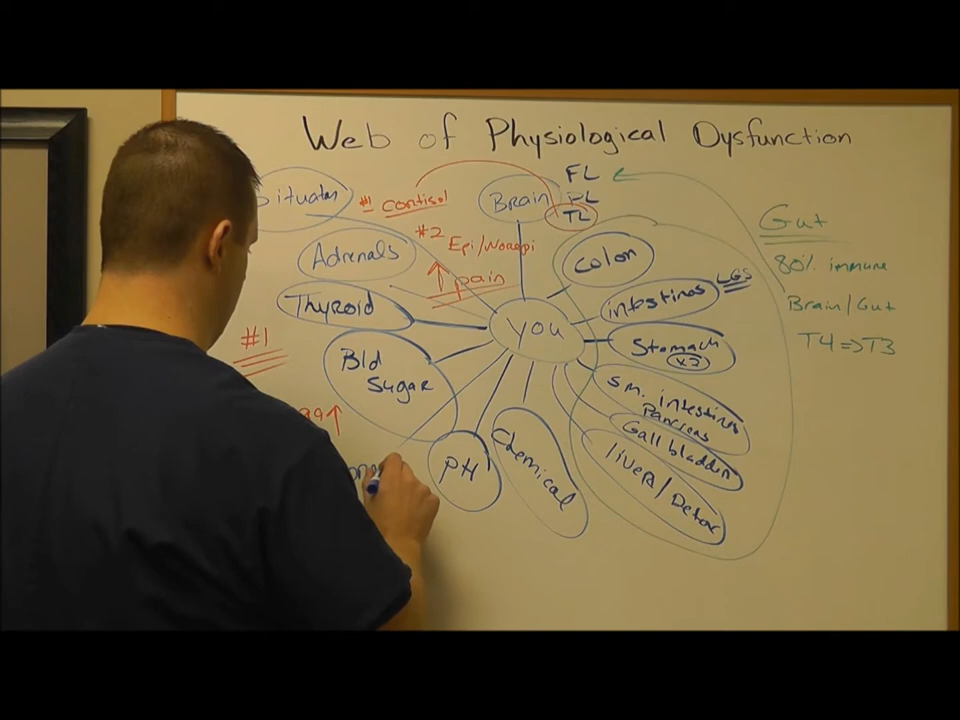 Web of Physiological Dysfunction
#1 cortisol
Brain
FL
PL
TL
Gut
80% immune
Brain/Gut
T4 => T3
#2 Epi/Norepi
pain
Adrenals
Thyroid
#1
Bld
Sugar
you
Colon
intestines
LGS
Stomach
x2
sm. intestines
Pancreas
Gall bladder
liver/Detox
PH
Chemical